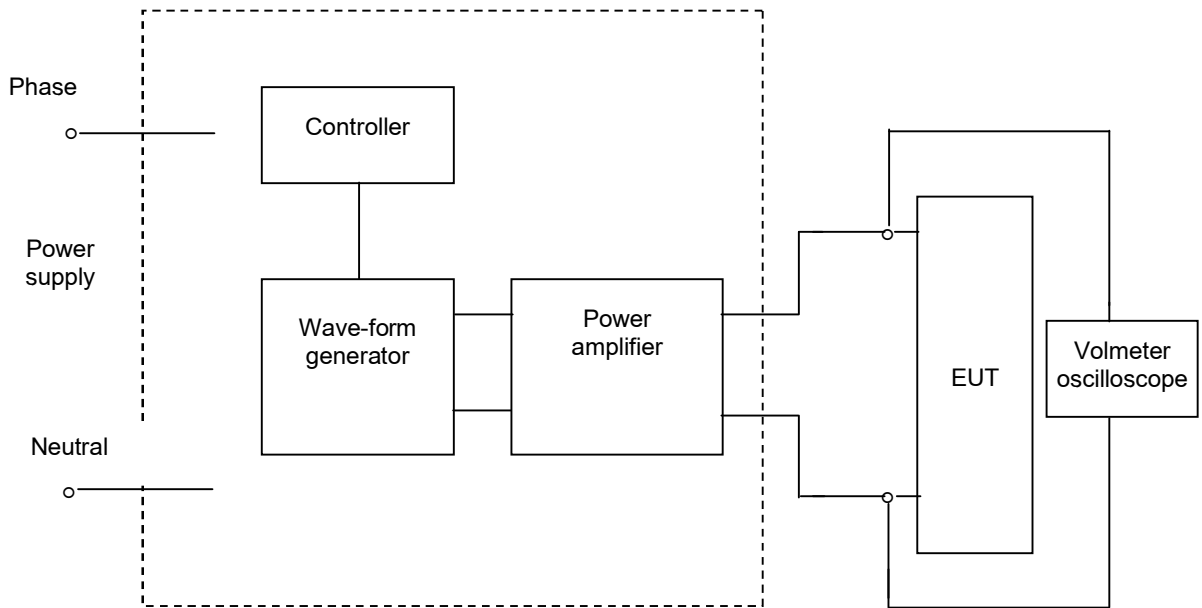 Phase
Controller
Power
supply
Wave-form
generator
Power
amplifier
EUT
Volmeter
oscilloscope
Neutral